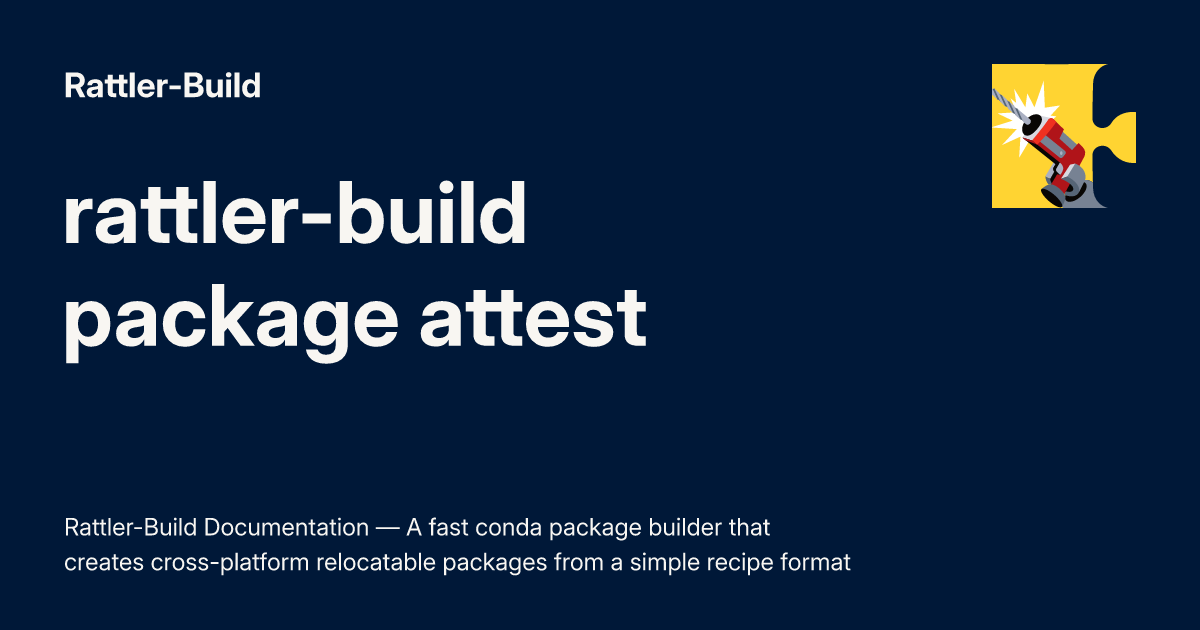 Rattler-Build
rattler-build
package attest
Rattler-Build Documentation — A fast conda package builder that
creates cross-platform relocatable packages from a simple recipe format